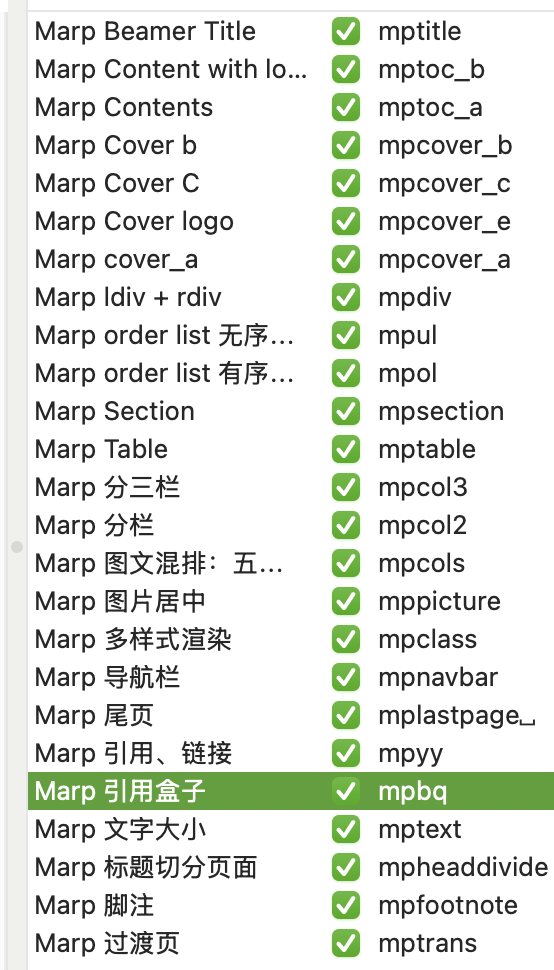 Marp Beamer Title ✅ mptitle
Marp Content with lo... ✅ mptoc_b
Marp Contents ✅ mptoc_a
Marp Cover b ✅ mpcover_b
Marp Cover C ✅ mpcover_c
Marp Cover logo ✅ mpcover_e
Marp cover_a ✅ mpcover_a
Marp ldiv + rdiv ✅ mpdiv
Marp order list 无序... ✅ mpul
Marp order list 有序... ✅ mpol
Marp Section ✅ mpsection
Marp Table ✅ mptable
Marp 分三栏 ✅ mpcol3
Marp 分栏 ✅ mpcol2
Marp 图文混排：五... ✅ mpcols
Marp 图片居中 ✅ mppicture
Marp 多样式渲染 ✅ mpclass
Marp 导航栏 ✅ mpnavbar
Marp 尾页 ✅ mplastpage␣
Marp 引用、链接 ✅ mpyy
Marp 引用盒子 ✅ mpbq
Marp 文字大小 ✅ mptext
Marp 标题切分页面 ✅ mpheaddivide
Marp 脚注 ✅ mpfootnote
Marp 过渡页 ✅ mptrans